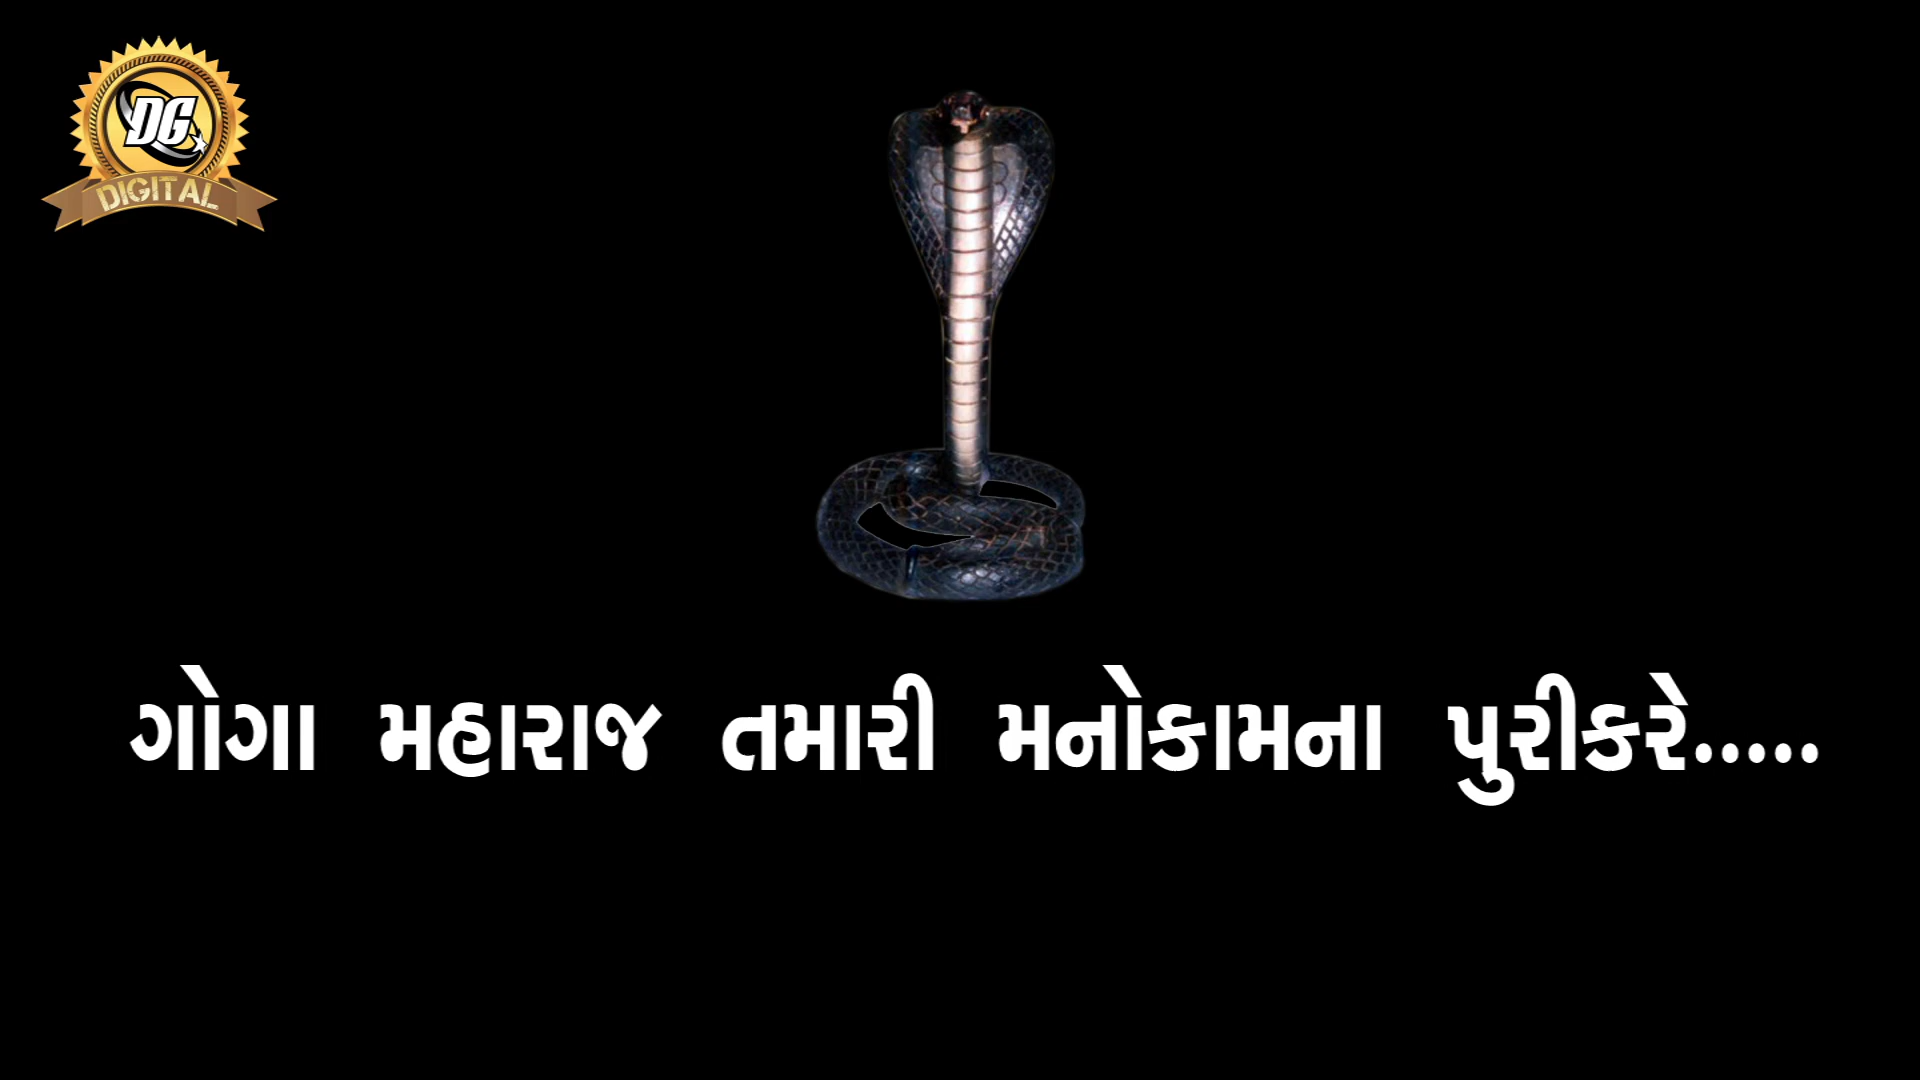 DG
DIGITAL
ગોગા મહારાજ તમારી મનોકામના પુરીકરે.....